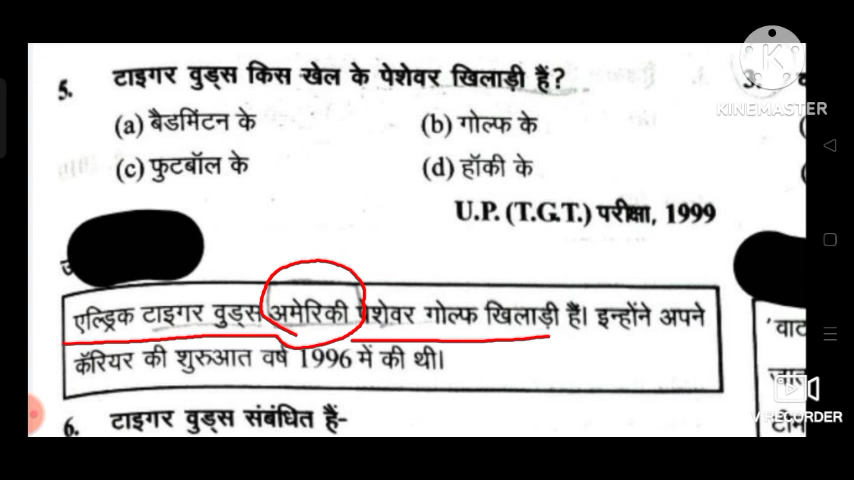 5. टाइगर वुड्स किस खेल के पेशेवर खिलाड़ी हैं?
(a) बैडमिंटन के (b) गोल्फ के
(c) फुटबॉल के (d) हॉकी के
U.P. (T.G.T.) परीक्षा, 1999
एल्ड्रिक टाइगर वुड्स अमेरिकी पेशेवर गोल्फ खिलाड़ी हैं। इन्होंने अपने
कॅरियर की शुरुआत वर्ष 1996 में की थी।
6. टाइगर वुड्स संबंधित हैं-
3.
K
KINEMASTER
'वाट
RECORDER